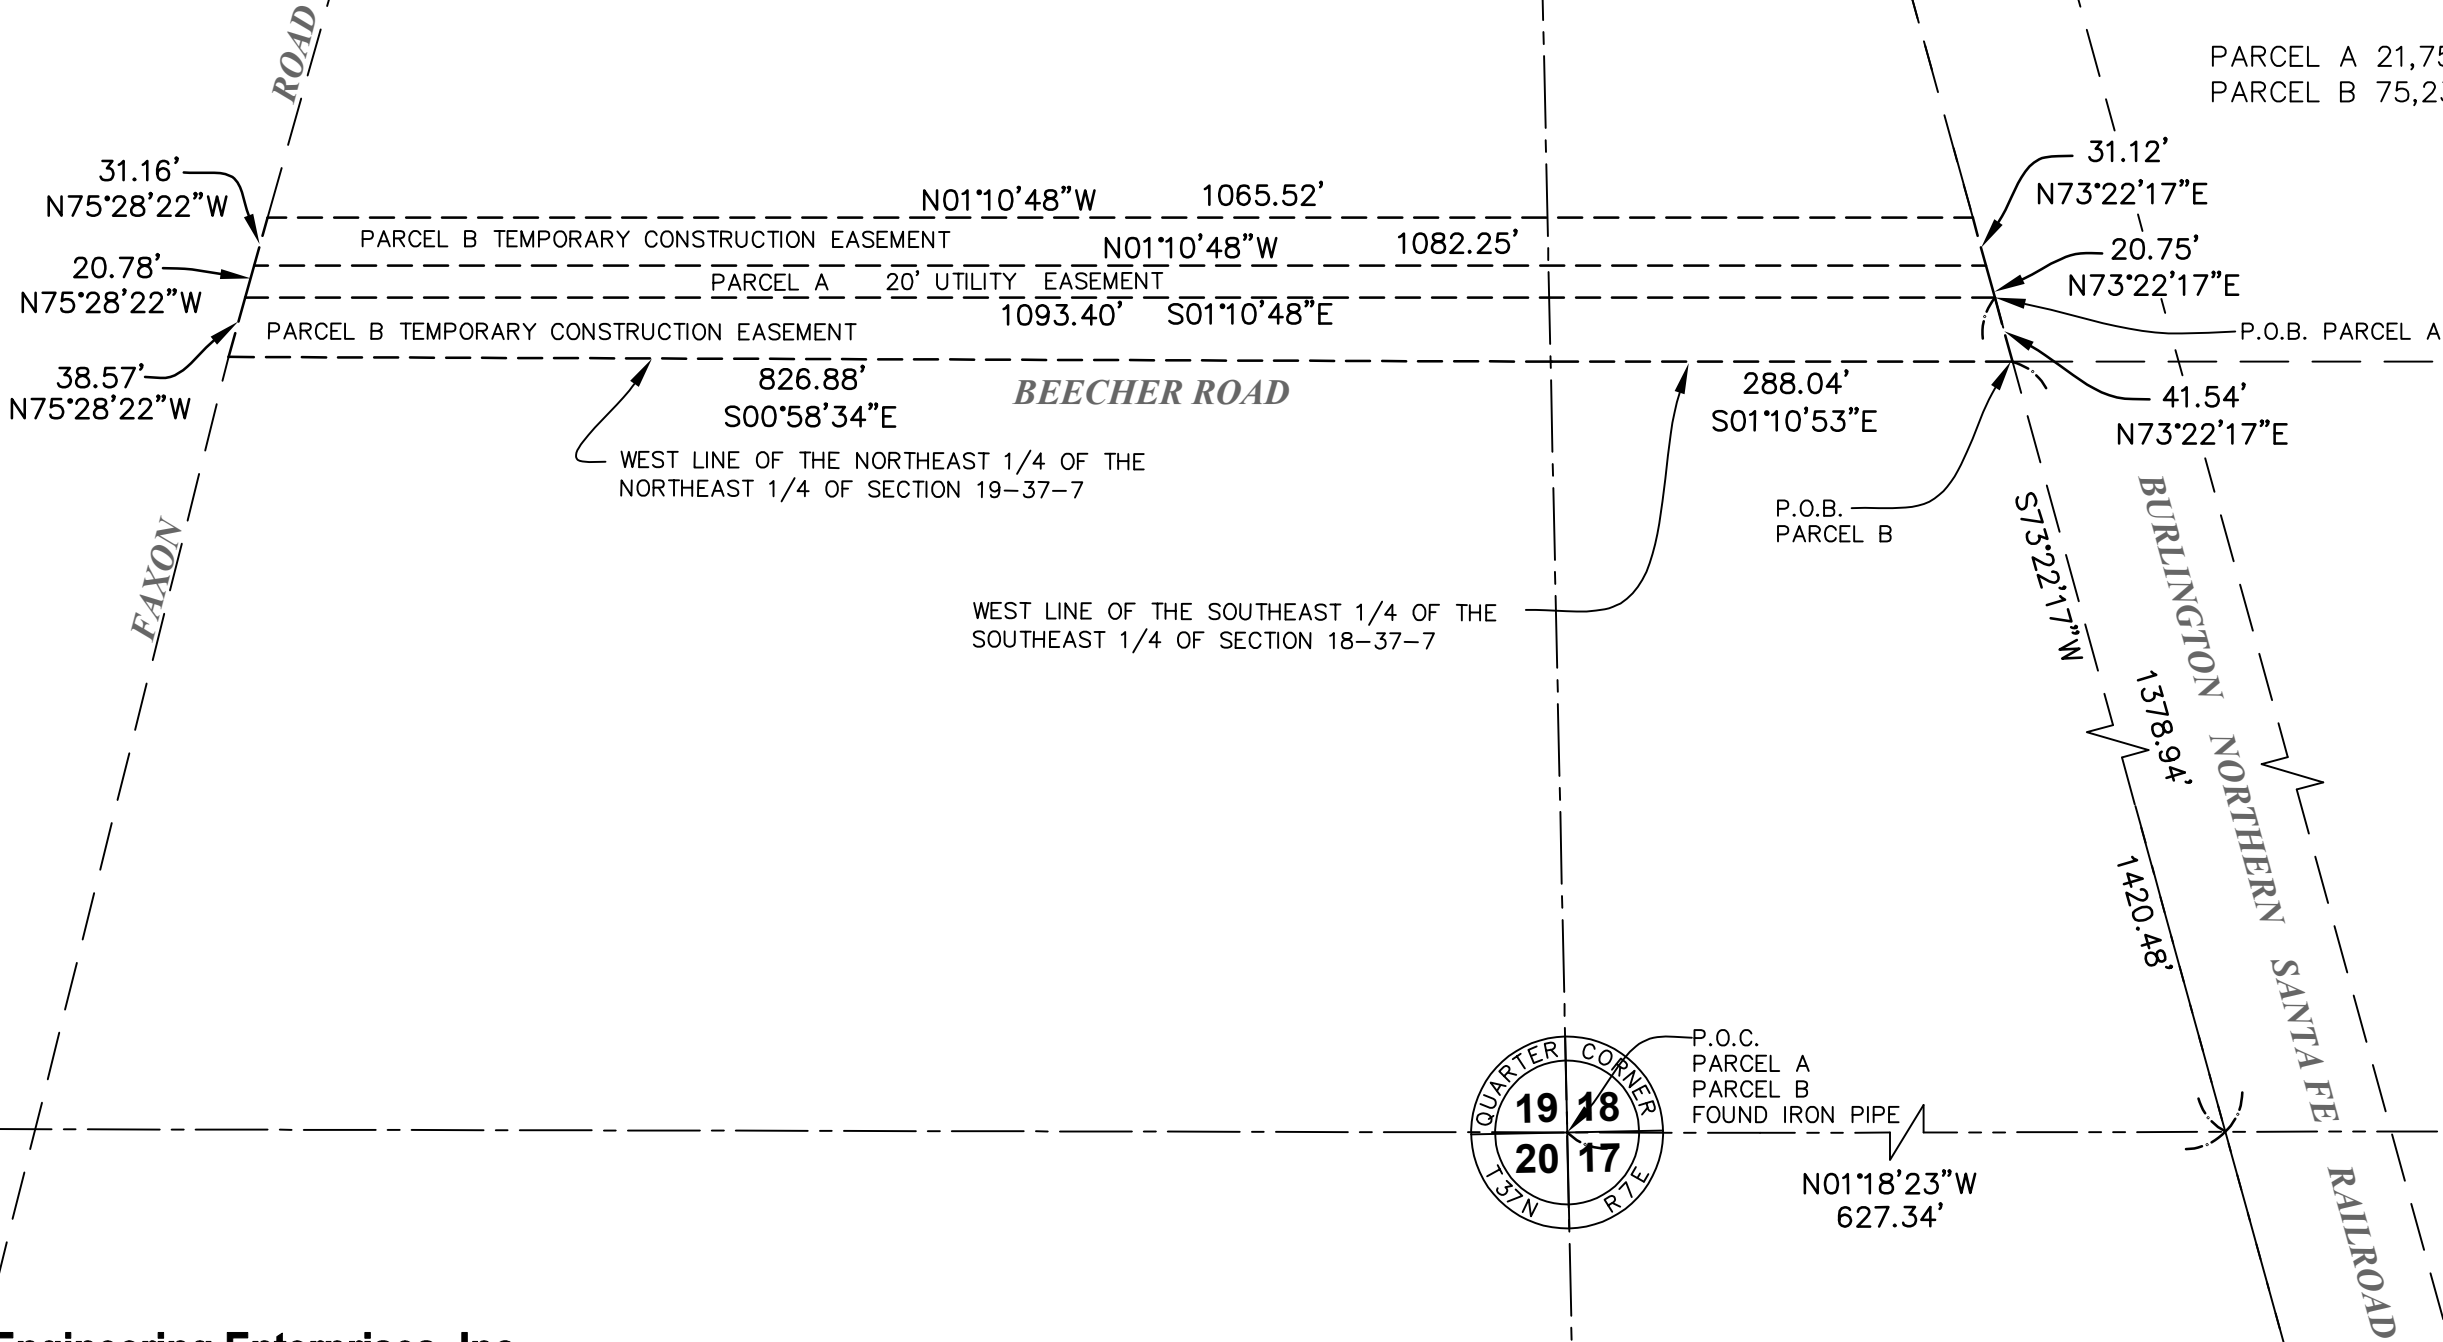 ROAD
PARCEL A 21,75
PARCEL B 75,23
31.16'
N75°28'22"W
20.78'
N75°28'22"W
38.57'
N75°28'22"W
N01°10'48"W 1065.52'
PARCEL B TEMPORARY CONSTRUCTION EASEMENT
N01°10'48"W 1082.25'
PARCEL A 20' UTILITY EASEMENT
1093.40' S01°10'48"E
PARCEL B TEMPORARY CONSTRUCTION EASEMENT
826.88'
S00°58'34"E
BEECHER ROAD
288.04'
S01°10'53"E
31.12'
N73°22'17"E
20.75'
N73°22'17"E
P.O.B. PARCEL A
41.54'
N73°22'17"E
WEST LINE OF THE NORTHEAST 1/4 OF THE
NORTHEAST 1/4 OF SECTION 19-37-7
P.O.B.
PARCEL B
FAXON
WEST LINE OF THE SOUTHEAST 1/4 OF THE
SOUTHEAST 1/4 OF SECTION 18-37-7
S73°22'17"W
1378.94'
1420.48'
BURLINGTON NORTHERN SANTA FE RAILROAD
P.O.C.
PARCEL A
PARCEL B
FOUND IRON PIPE
QUARTER CORNER
19 18
20 17
T37N R7E
N01°18'23"W
627.34'
Engineering Enterprises, Inc.